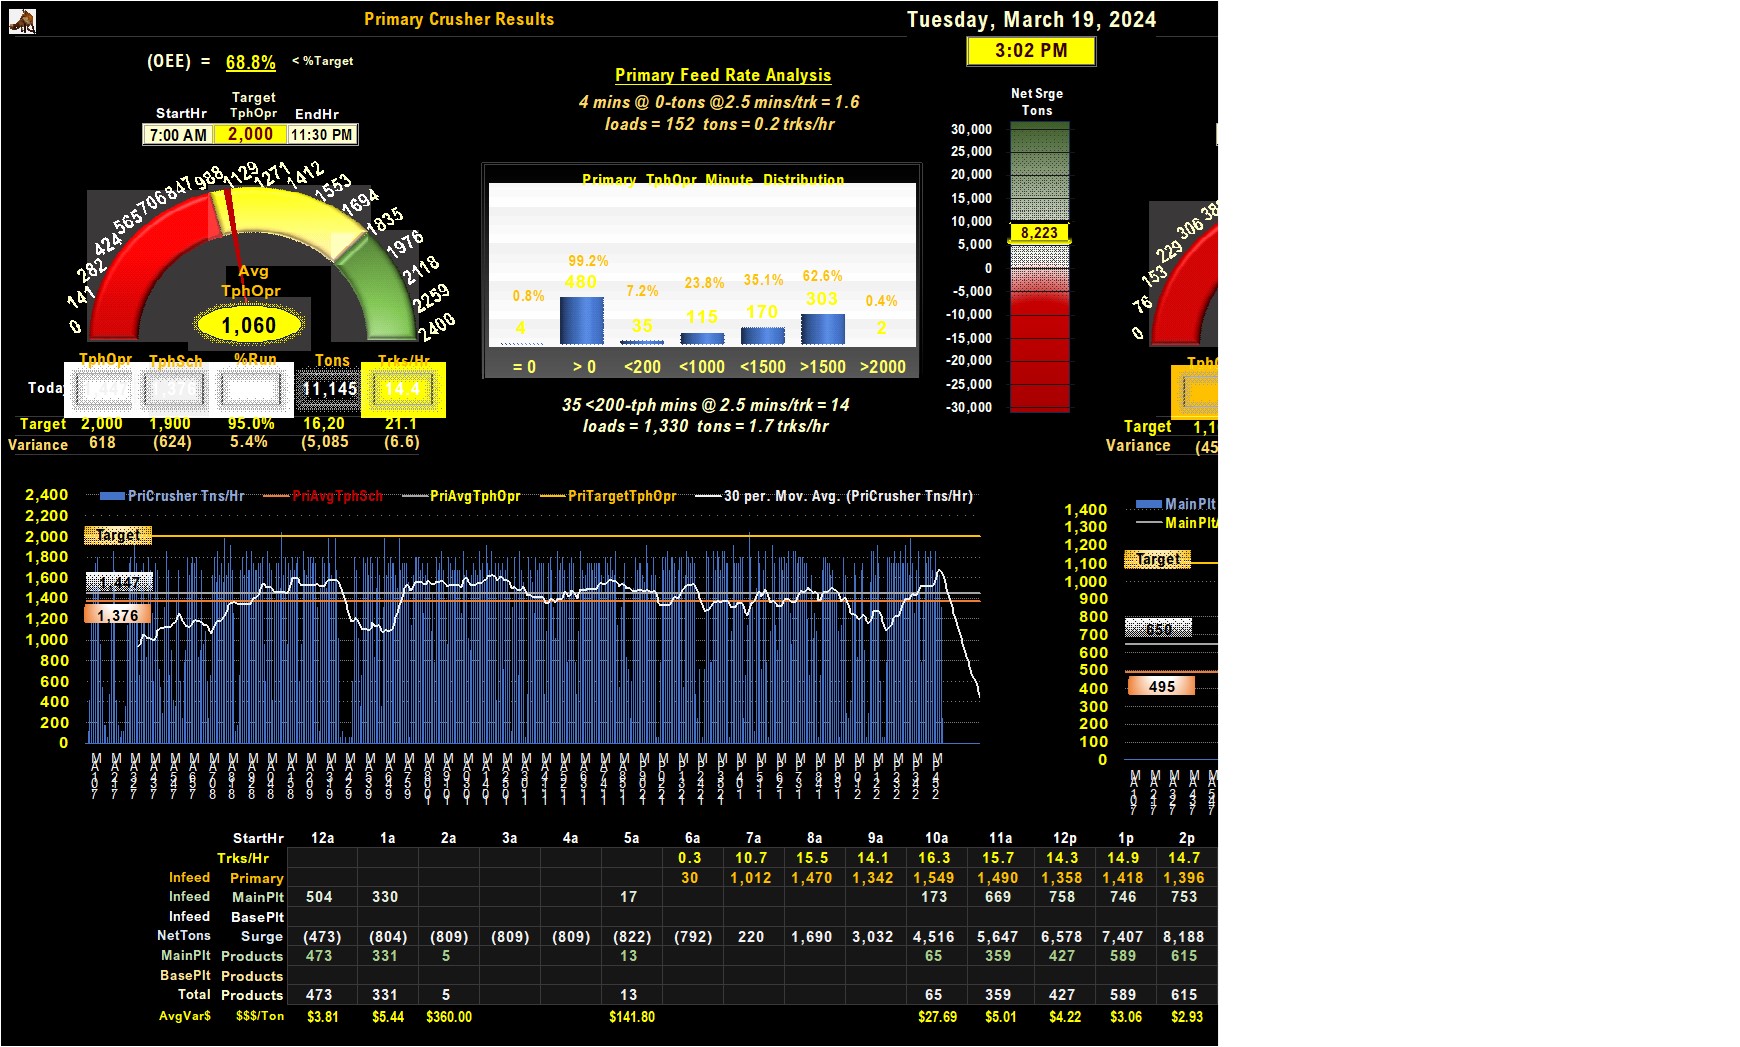 Primary Crusher Results
Tuesday, March 19, 2024
3:02 PM
(OEE) = 68.8% < %Target
Target
StartHr TphOpr EndHr
7:00 AM 2,000 11:30 PM
0 141 282 424 565 706 847 988 1129 1271 1412 1553 1694 1835 1976 2118 2259 2400
Avg
TphOpr
1,060
TphOpr TphSch %Run Tons Trks/Hr
Today 11,145 14.4
Target 2,000 1,900 95.0% 16,20 21.1
Variance 618 (624) 5.4% (5,085 (6.6)
Primary Feed Rate Analysis
4 mins @ 0-tons @2.5 mins/trk = 1.6
loads = 152 tons = 0.2 trks/hr
Primary TphOpr Minute Distribution
0.8% 99.2% 7.2% 23.8% 35.1% 62.6% 0.4%
4 480 35 115 170 303 2
= 0 > 0 <200 <1000 <1500 >1500 >2000
35 <200-tph mins @ 2.5 mins/trk = 14
loads = 1,330 tons = 1.7 trks/hr
Net Srge
Tons
30,000
25,000
20,000
15,000
10,000
8,223
5,000
0
-5,000
-10,000
-15,000
-20,000
-25,000
-30,000
0 76 153 229 306
TphO
Target 1,1
Variance (45
PriCrusher Tns/Hr PriAvgTphSch PriAvgTphOpr PriTargetTphOpr 30 per. Mov. Avg. (PriCrusher Tns/Hr)
2,400
2,200
2,000
1,800
1,600
1,400
1,200
1,000
800
600
400
200
0
Target
1,447
1,376
MainPlt
MainPlt
1,400
1,300
1,200
1,100
1,000
900
800
700
600
500
400
300
200
100
0
Target
650
495
StartHr 12a 1a 2a 3a 4a 5a 6a 7a 8a 9a 10a 11a 12p 1p 2p
Trks/Hr 0.3 10.7 15.5 14.1 16.3 15.7 14.3 14.9 14.7
Infeed Primary 30 1,012 1,470 1,342 1,549 1,490 1,358 1,418 1,396
Infeed MainPlt 504 330 17 173 669 758 746 753
Infeed BasePlt
NetTons Surge (473) (804) (809) (809) (809) (822) (792) 220 1,690 3,032 4,516 5,647 6,578 7,407 8,188
MainPlt Products 473 331 5 13 65 359 427 589 615
BasePlt Products
Total Products 473 331 5 13 65 359 427 589 615
AvgVar$ $$$/Ton $3.81 $5.44 $360.00 $141.80 $27.69 $5.01 $4.22 $3.06 $2.93